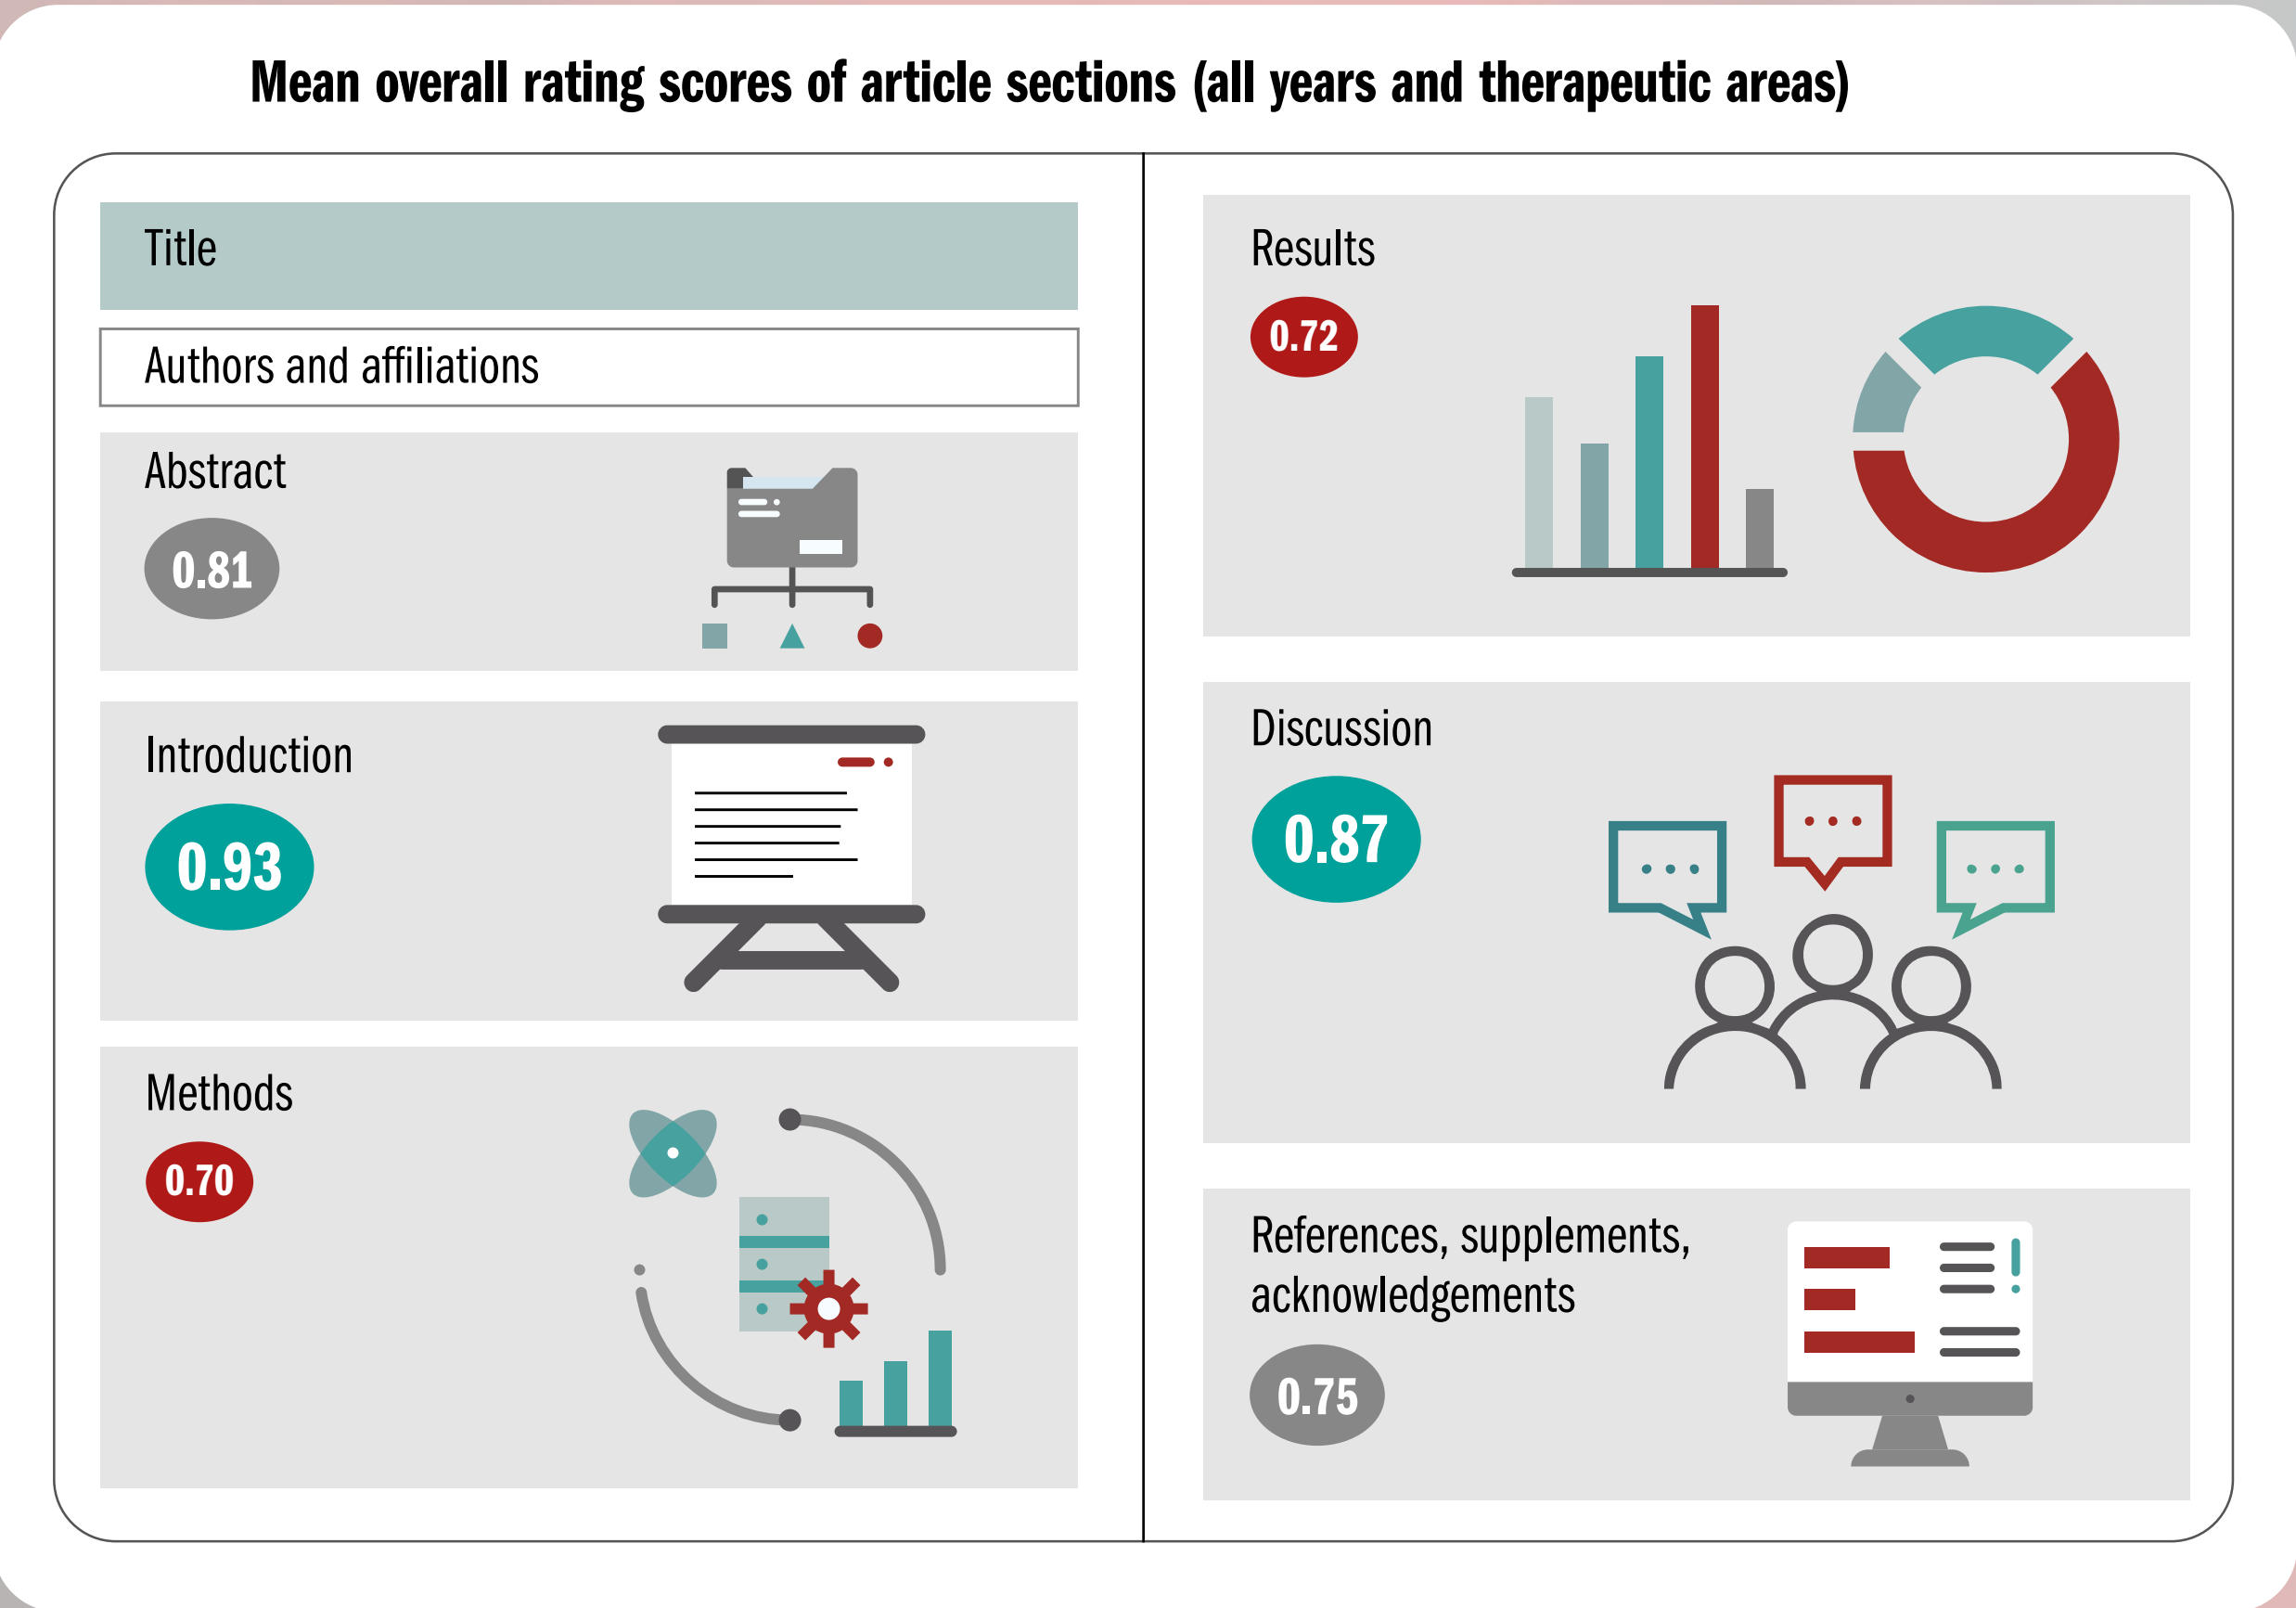 Mean overall rating scores of article sections (all years and therapeutic areas)
Title
Authors and affiliations
Abstract
0.81
Introduction
0.93
Methods
0.70
Results
0.72
Discussion
0.87
References, supplements,
acknowledgements
0.75